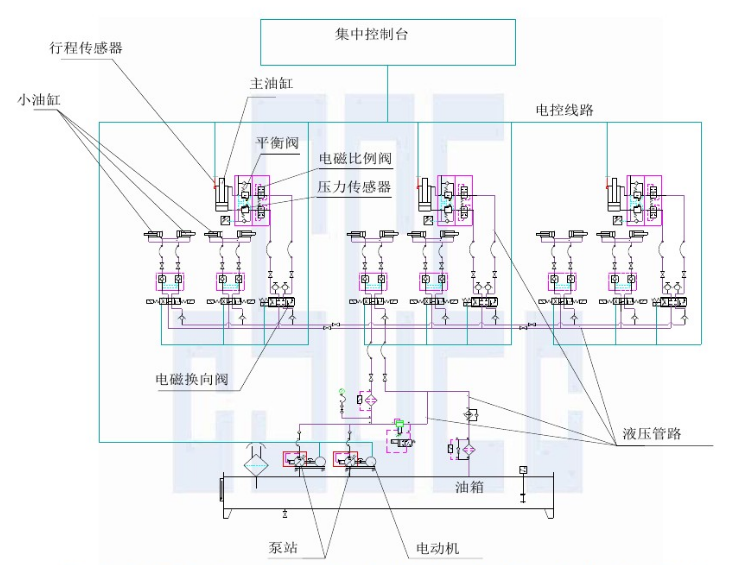 集中控制台
行程传感器
主油缸
小油缸
电控线路
平衡阀
电磁比例阀
压力传感器
电磁换向阀
液压管路
油箱
泵站
电动机